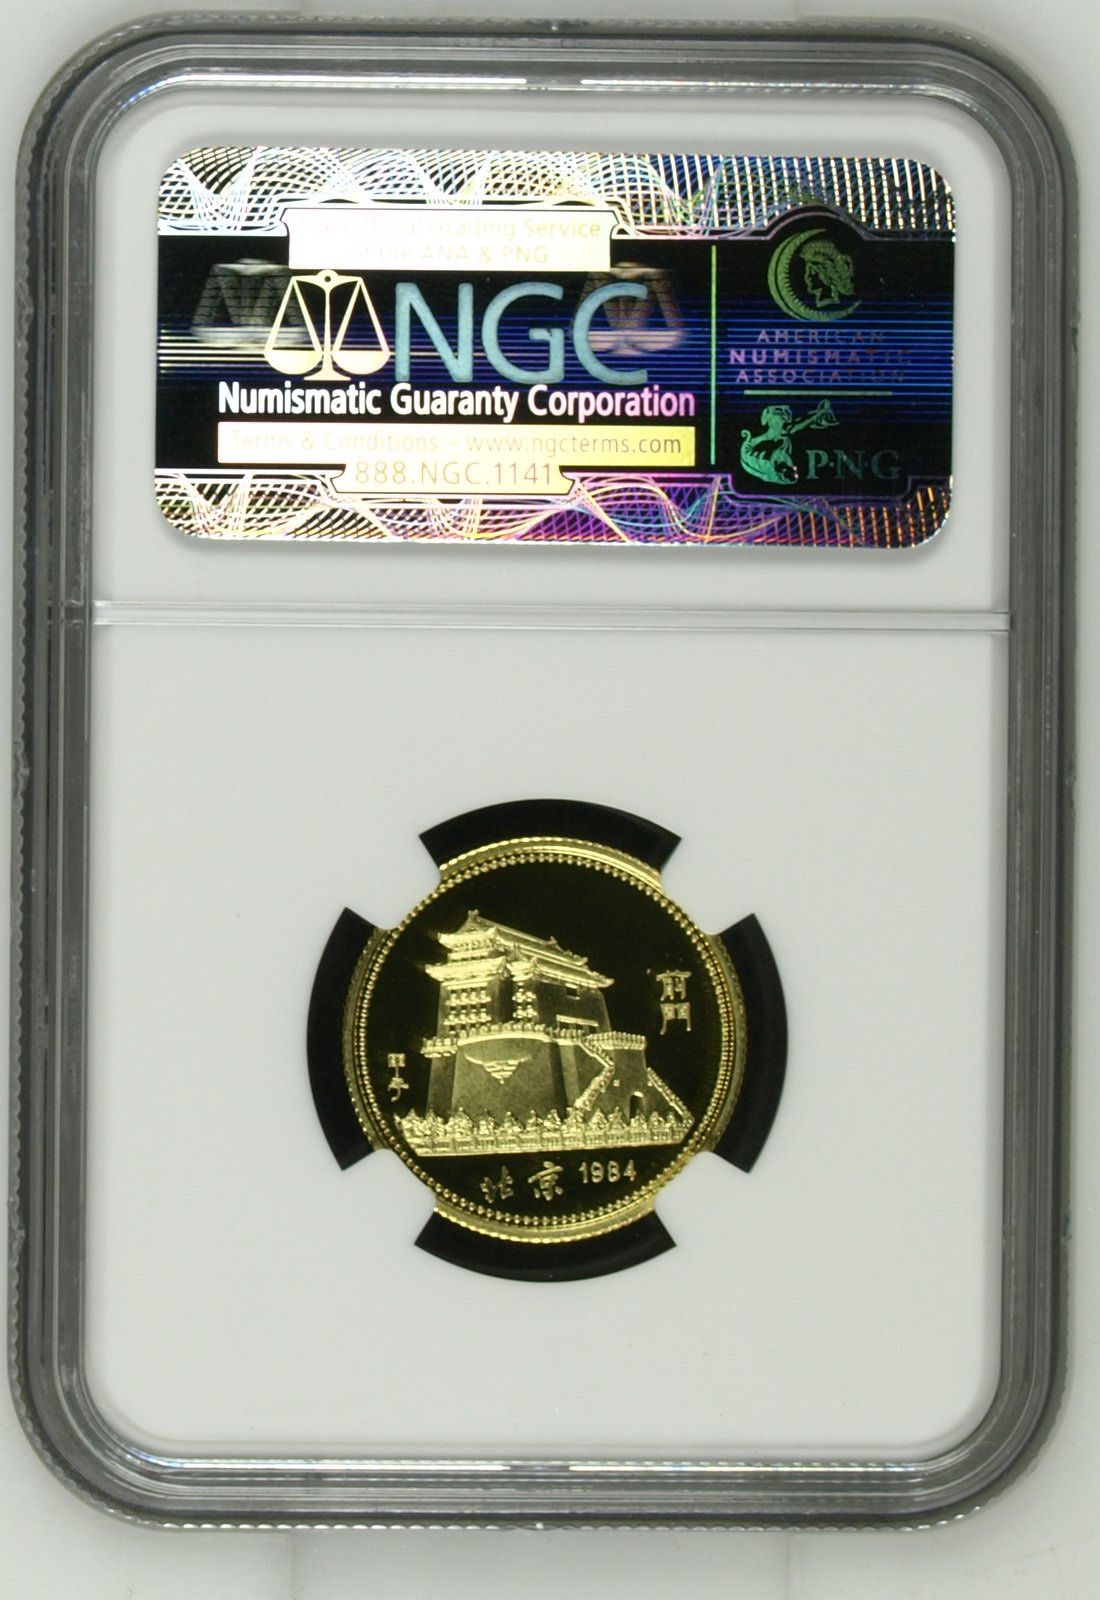 The Official Grading Service
of the ANA & PNG
NGC
Numismatic Guaranty Corporation
Terms & Conditions – www.ngcterms.com
888.NGC.1141
AMERICAN
NUMISMATIC
ASSOCIATION
P·N·G
前門
甲子
北京 1984